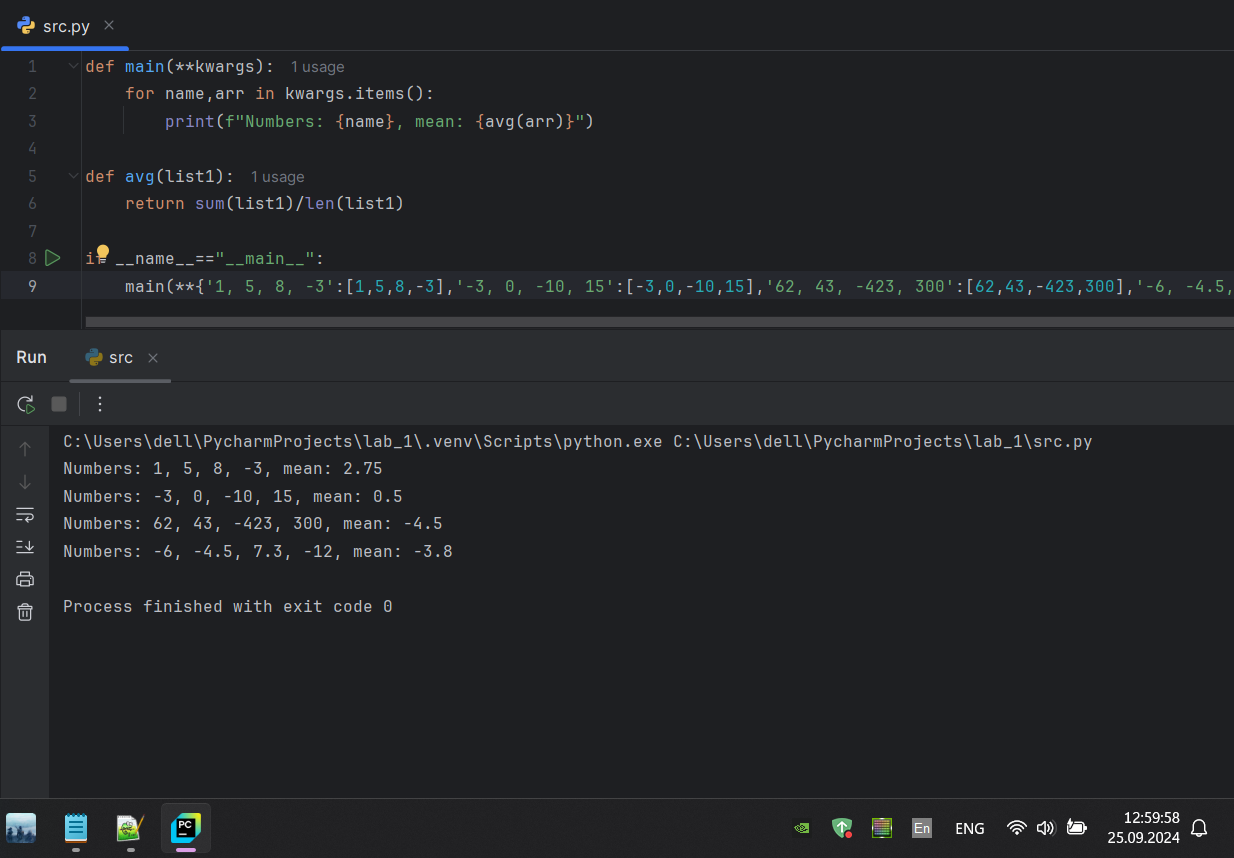 src.py
1 def main(**kwargs): 1 usage
2 for name,arr in kwargs.items():
3 print(f"Numbers: {name}, mean: {avg(arr)}")
4
5 def avg(list1): 1 usage
6 return sum(list1)/len(list1)
7
8 if __name__=="__main__":
9 main(**{'1, 5, 8, -3':[1,5,8,-3],'-3, 0, -10, 15':[-3,0,-10,15],'62, 43, -423, 300':[62,43,-423,300],'-6, -4.5,
Run src
C:\Users\dell\PycharmProjects\lab_1\.venv\Scripts\python.exe C:\Users\dell\PycharmProjects\lab_1\src.py
Numbers: 1, 5, 8, -3, mean: 2.75
Numbers: -3, 0, -10, 15, mean: 0.5
Numbers: 62, 43, -423, 300, mean: -4.5
Numbers: -6, -4.5, 7.3, -12, mean: -3.8
Process finished with exit code 0
PC
En
ENG
12:59:58
25.09.2024